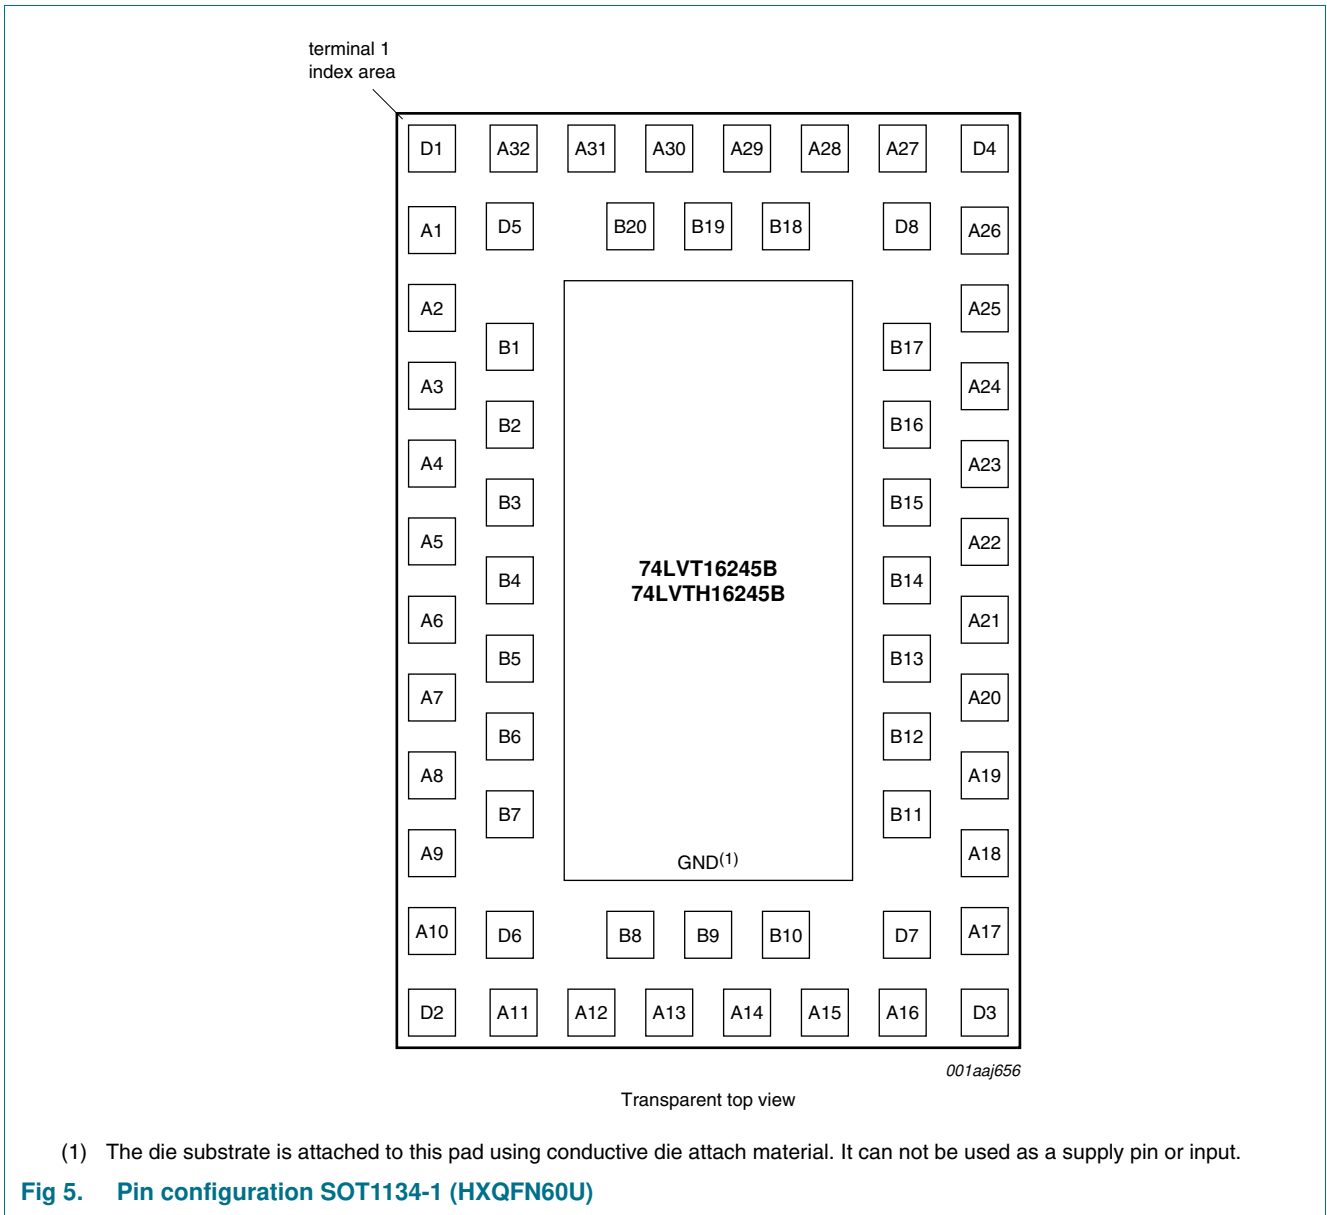 terminal 1
index area
D1 A32 A31 A30 A29 A28 A27 D4
A1 D5 B20 B19 B18 D8 A26
A2 A25
B1 B17
A3 A24
B2 B16
A4 A23
B3 B15
A5 A22
74LVT16245B
B4 B14
74LVTH16245B
A6 A21
B5 B13
A7 A20
B6 B12
A8 A19
B7 B11
A9 A18
GND(1)
A10 D6 B8 B9 B10 D7 A17
D2 A11 A12 A13 A14 A15 A16 D3
001aaj656
Transparent top view
(1) The die substrate is attached to this pad using conductive die attach material. It can not be used as a supply pin or input.
Fig 5. Pin configuration SOT1134-1 (HXQFN60U)